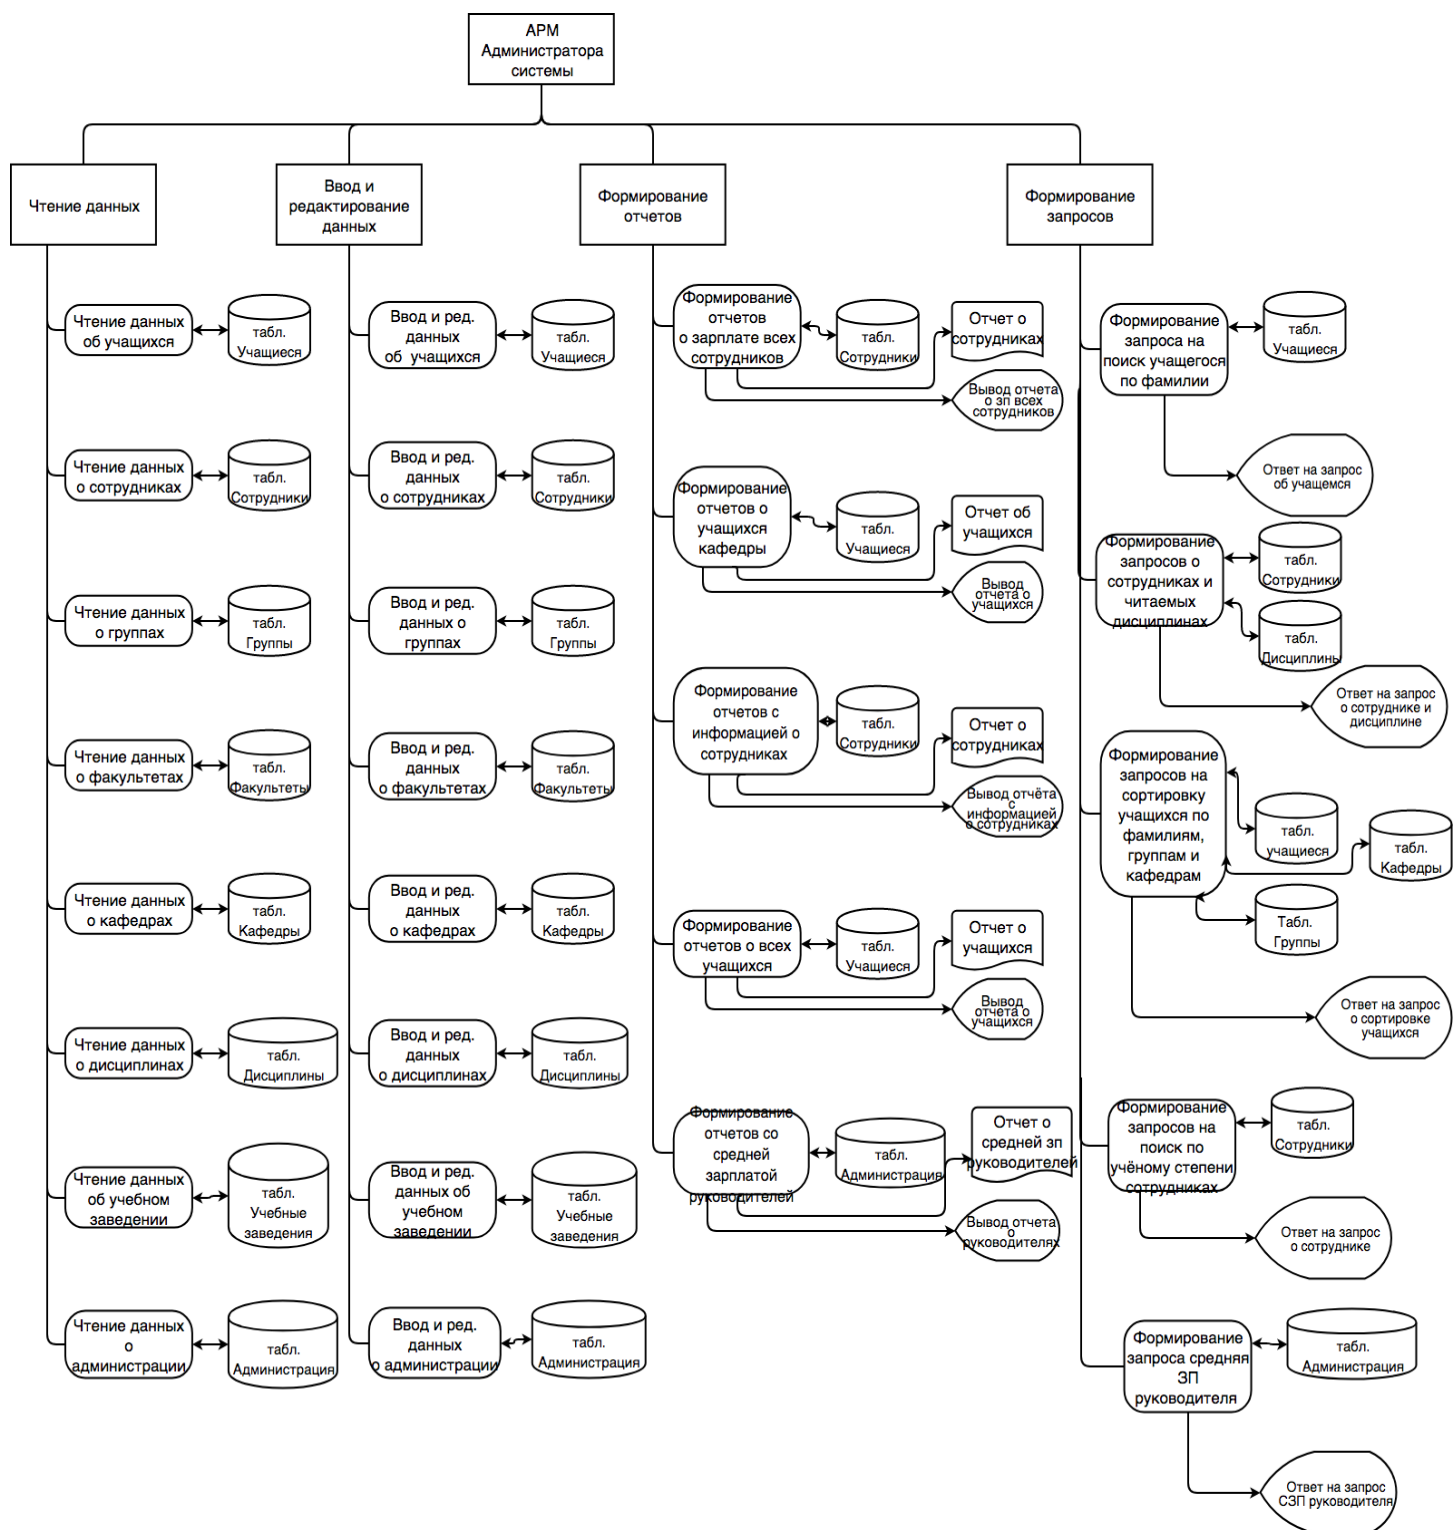 АРМ
Администратора
системы
Чтение данных
Ввод и
редактирование
данных
Формирование
отчетов
Формирование
запросов
Чтение данных
об учащихся
табл.
Учащиеся
Чтение данных
о сотрудниках
табл.
Сотрудники
Чтение данных
о группах
табл.
Группы
Чтение данных
о факультетах
табл.
Факультеты
Чтение данных
о кафедрах
табл.
Кафедры
Чтение данных
о дисциплинах
табл.
Дисциплины
Чтение данных
об учебном
заведении
табл.
Учебные
заведения
Чтение данных
о
администрации
табл.
Администрация
Ввод и ред.
данных
об учащихся
табл.
Учащиеся
Ввод и ред.
данных
о сотрудниках
табл.
Сотрудники
Ввод и ред.
данных о
группах
табл.
Группы
Ввод и ред.
данных
о факультетах
табл.
Факультеты
Ввод и ред.
данных
о кафедрах
табл.
Кафедры
Ввод и ред.
данных
о дисциплинах
табл.
Дисциплины
Ввод и ред.
данных об
учебном
заведении
табл.
Учебные
заведения
Ввод и ред.
данных
о администрации
табл.
Администрация
Формирование
отчетов
о зарплате всех
сотрудников
табл.
Сотрудники
Отчет о
сотрудниках
Вывод отчета
о зп всех
сотрудников
Формирование
отчетов о
учащихся
кафедры
табл.
Учащиеся
Отчет об
учащихся
Вывод
отчета о
учащихся
Формирование
отчетов с
информацией о
сотрудниках
табл.
Сотрудники
Отчет о
сотрудниках
Вывод отчёта
с
информацией
о сотрудниках
Формирование
отчетов о всех
учащихся
табл.
Учащиеся
Отчет о
учащихся
Вывод
отчета о
учащихся
Формирование
отчетов со
средней
зарплатой
руководителей
табл.
Администрация
Отчет о
средней зп
руководителей
Вывод отчета
о
руководителях
Формирование
запроса на
поиск учащегося
по фамилии
табл.
Учащиеся
Ответ на запрос
об учащемся
Формирование
запросов о
сотрудниках и
читаемых
дисциплинах
табл.
Сотрудники
табл.
Дисциплины
Ответ на запрос
о сотруднике и
дисциплине
Формирование
запросов на
сортировку
учащихся по
фамилиям,
группам и
кафедрам
табл.
учащиеся
табл.
Кафедры
Табл.
Группы
Ответ на запрос
о сортировке
учащихся
Формирование
запросов на
поиск по
учёному степени
сотрудниках
табл.
Сотрудники
Ответ на запрос
о сотруднике
Формирование
запроса средняя
ЗП
руководителя
табл.
Администрация
Ответ на запрос
СЗП руководителя